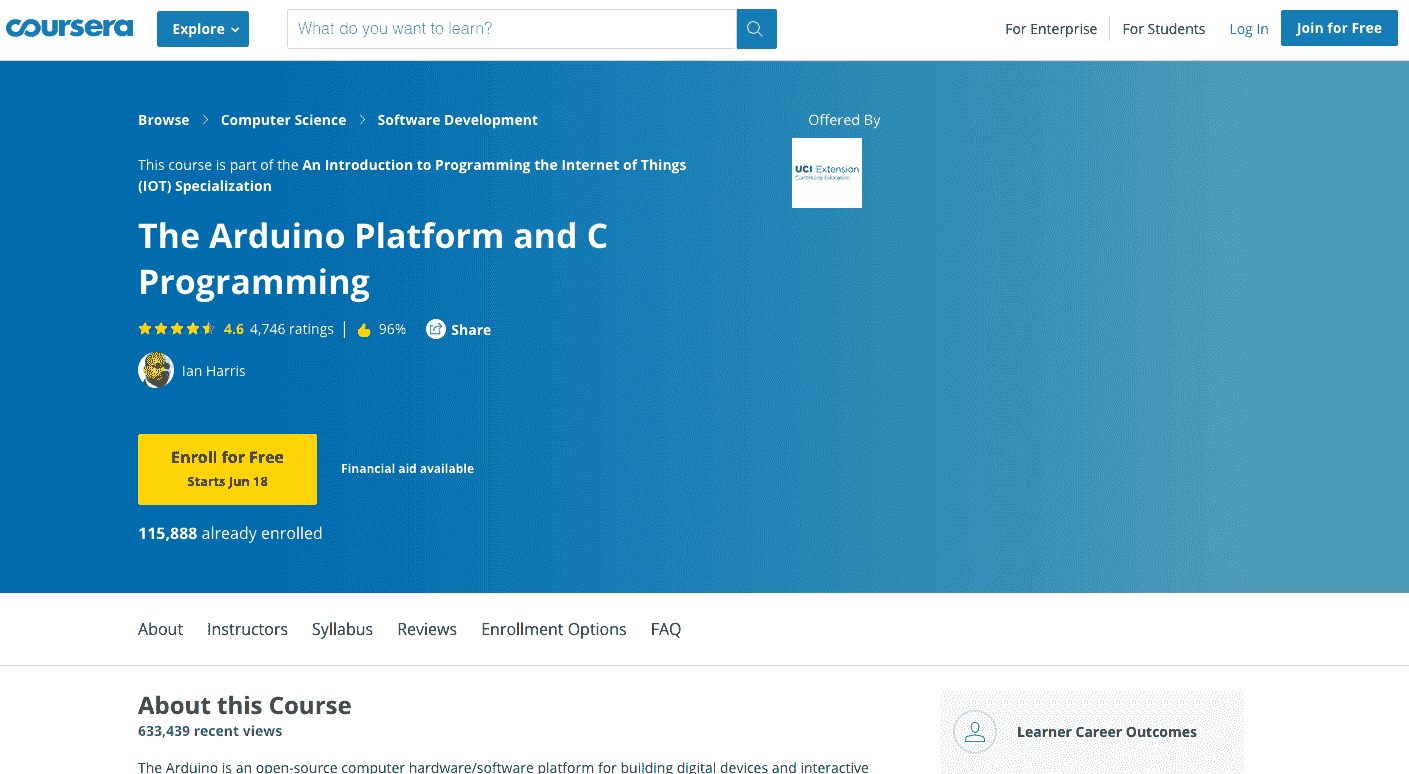 coursera
Explore
What do you want to learn?
For Enterprise
For Students
Log In
Join for Free
Browse > Computer Science > Software Development
Offered By
UCI Extension
Continuing Education
This course is part of the An Introduction to Programming the Internet of Things
(IOT) Specialization
The Arduino Platform and C
Programming
4.6 4,746 ratings | 96%
Share
Ian Harris
Enroll for Free
Starts Jun 18
Financial aid available
115,888 already enrolled
About
Instructors
Syllabus
Reviews
Enrollment Options
FAQ
About this Course
633,439 recent views
Learner Career Outcomes
The Arduino is an open-source computer hardware/software platform for building digital devices and interactive